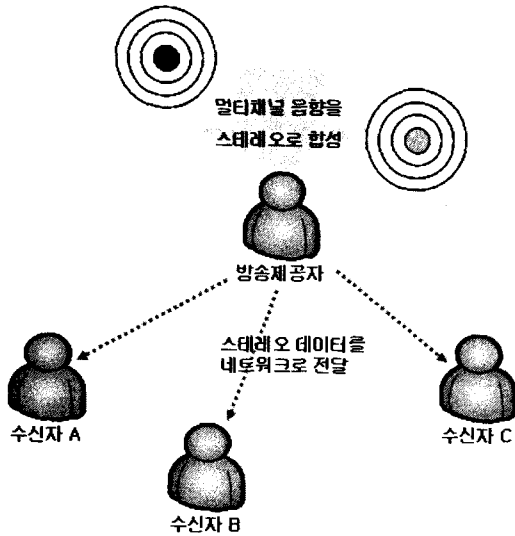 멀티채널 음향을
스테레오로 합성
방송제공자
스테레오 데이터를
네트워크로 전달
수신자 A
수신자 C
수신자 B